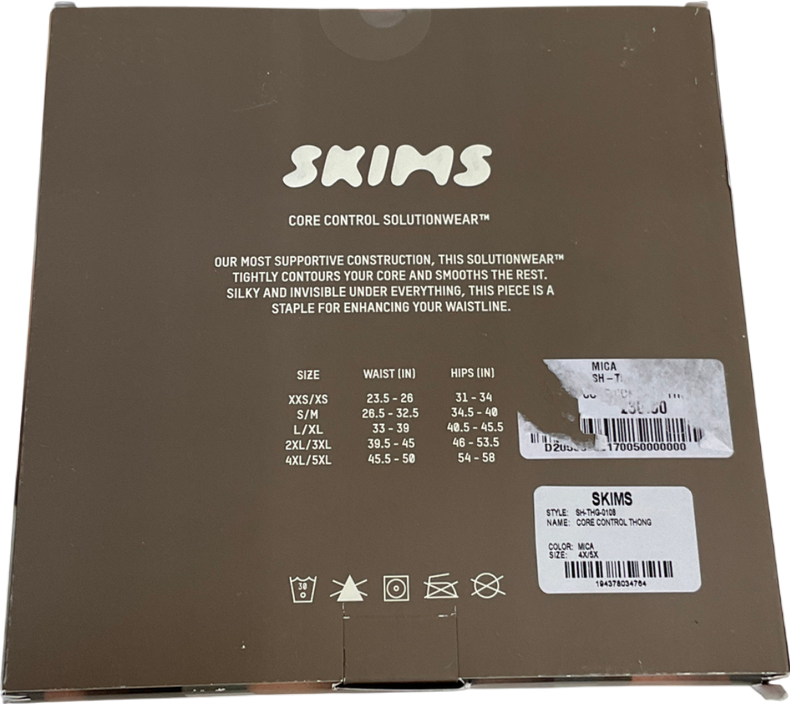 SKIMS
CORE CONTROL SOLUTIONWEAR™
OUR MOST SUPPORTIVE CONSTRUCTION, THIS SOLUTIONWEAR™
TIGHTLY CONTOURS YOUR CORE AND SMOOTHS THE REST.
SILKY AND INVISIBLE UNDER EVERYTHING, THIS PIECE IS A
STAPLE FOR ENHANCING YOUR WAISTLINE.
SIZE WAIST (IN) HIPS (IN)
XXS/XS 23.5 - 26 31 - 34
S/M 26.5 - 32.5 34.5 - 40
L/XL 33 - 39 40.5 - 45.5
2XL/3XL 39.5 - 45 46 - 53.5
4XL/5XL 45.5 - 50 54 - 58
MICA
SKIMS
STYLE: SH-THG-0108
NAME: CORE CONTROL THONG
COLOR: MICA
SIZE: 4X/5X
194378034764
30